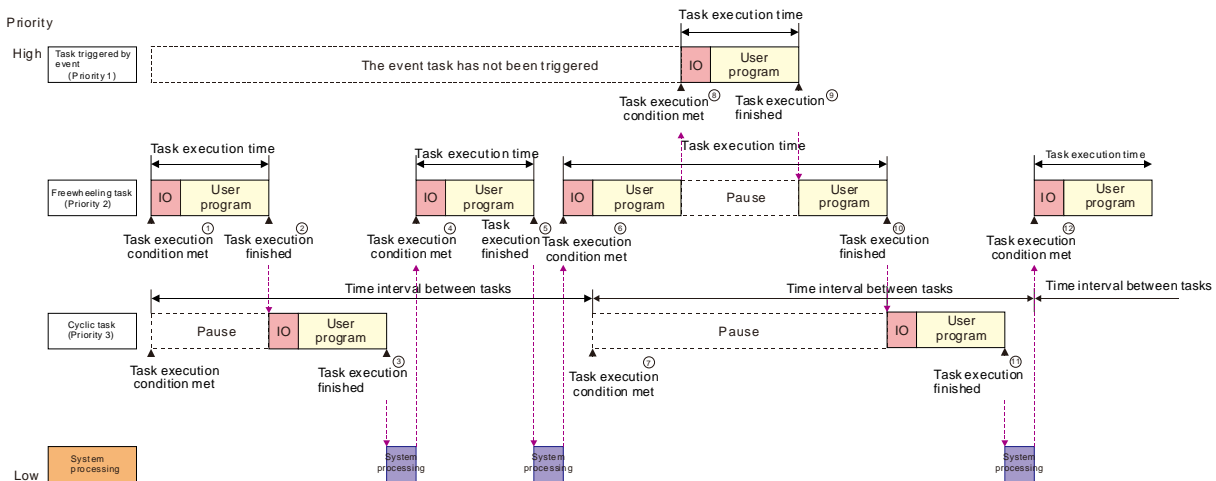 Priority
High
Task triggered by
event
(Priority 1)
The event task has not been triggered
Task execution time
IO
User
program
Task execution
condition met
⑧
Task execution
finished
⑨
Freewheeling task
(Priority 2)
Task execution time
IO
User
program
Task execution
condition met
①
Task execution
finished
②
Task execution time
IO
User
program
Task execution
condition met
④
Task
execution
finished
⑤
Task execution time
IO
User
program
Pause
User
program
Task execution
condition met
⑥
Task execution
finished
⑩
Task execution time
IO
User
program
Task execution
condition met
⑫
Time interval between tasks
Time interval between tasks
Time interval between tasks
Cyclic task
(Priority 3)
Pause
IO
User
program
Task execution
condition met
Task execution
finished
③
Pause
IO
User
program
Task execution
condition met
⑦
Task execution
finished
⑪
Low
System
processing
System
processing
System
processing
System
processing